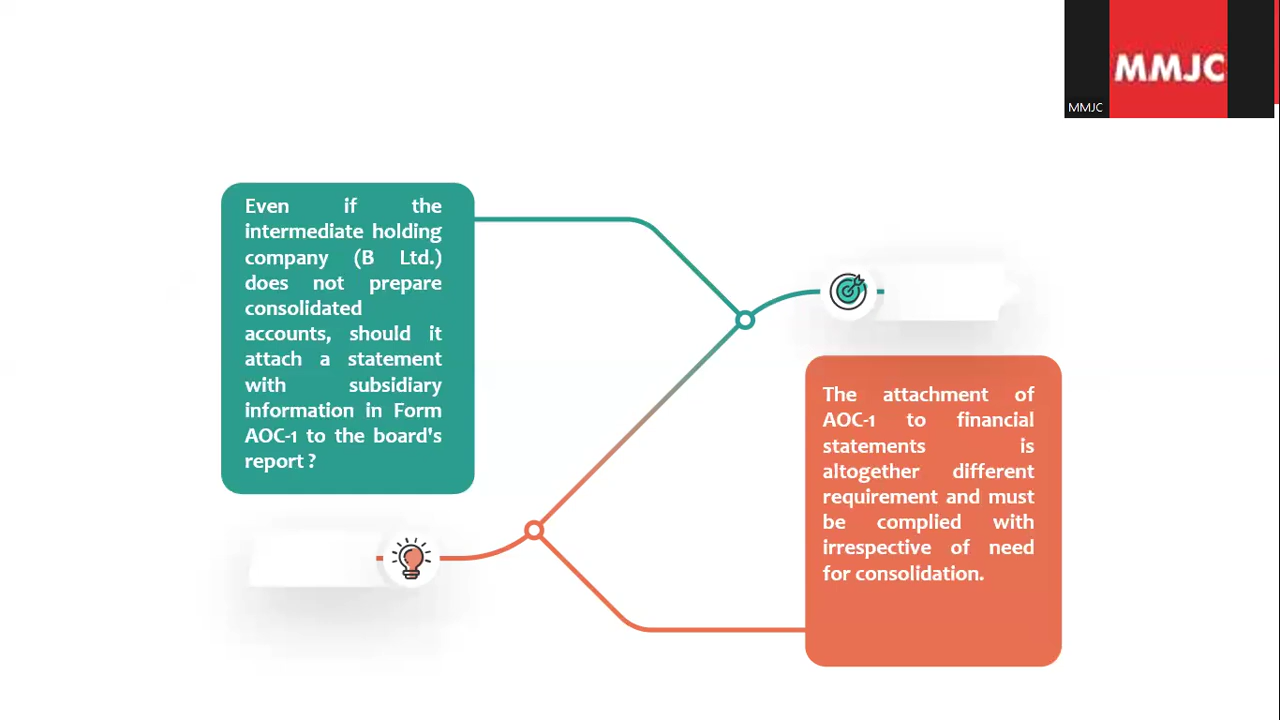 MMJC
MMJC
Even if the
intermediate holding
company (B Ltd.)
does not prepare
consolidated
accounts, should it
attach a statement
with subsidiary
information in Form
AOC-1 to the board's
report ?
The attachment of
AOC-1 to financial
statements is
altogether different
requirement and must
be complied with
irrespective of need
for consolidation.